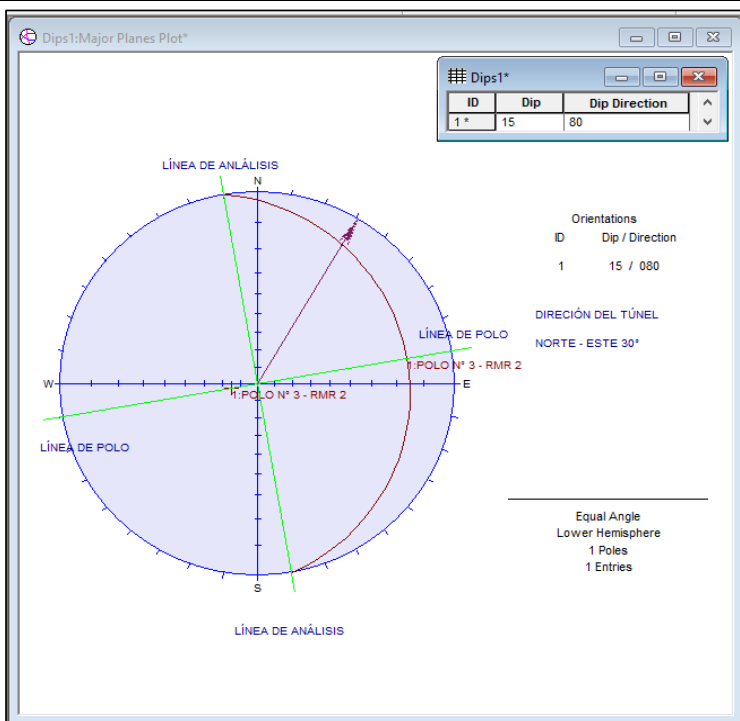 Dips1:Major Planes Plot*
Dips1*
ID Dip Dip Direction
1 * 15 80
LÍNEA DE ANLÁLISIS
N
Orientations
ID Dip / Direction
1 15 / 080
DIRECIÓN DEL TÚNEL
NORTE - ESTE 30°
LÍNEA DE POLO
1:POLO N° 3 - RMR 2
W
E
1:POLO N° 3 - RMR 2
LÍNEA DE POLO
Equal Angle
Lower Hemisphere
1 Poles
1 Entries
S
LÍNEA DE ANÁLISIS